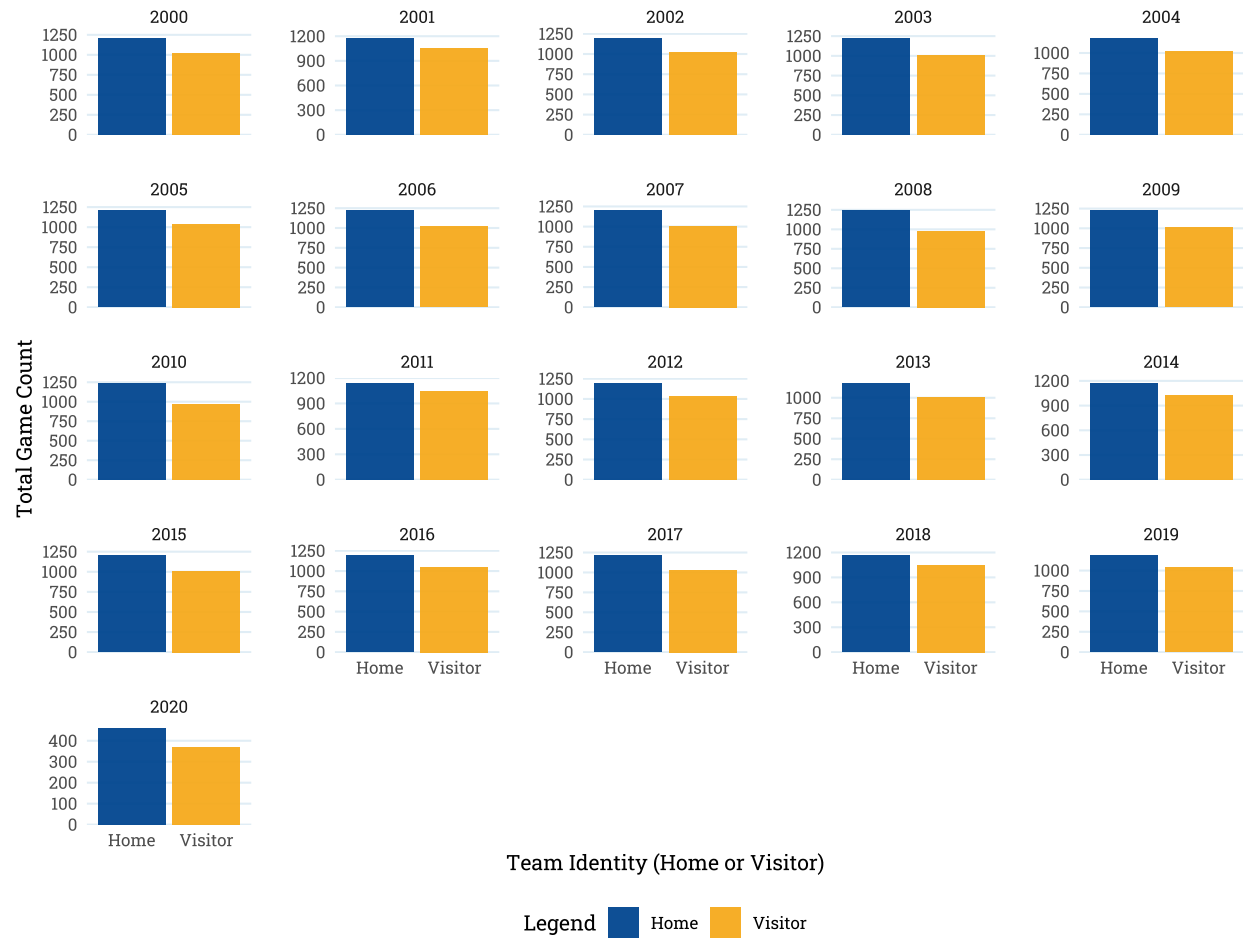 2000 2001 2002 2003 2004
1250 1200 1250 1250
1000 900 1000 1000 1000
750 600 750 750 750
500 300 500 500 500
250 250 250 250
0 0 0 0 0
2005 2006 2007 2008 2009
1250 1250 1250 1250 1250
1000 1000 1000 1000 1000
750 750 750 750 750
500 500 500 500 500
250 250 250 250 250
0 0 0 0 0
Total Game Count
2010 2011 2012 2013 2014
1250 1200 1250 1200
1000 900 1000 1000 900
750 600 750 750 600
500 300 500 500 300
250 250 250
0 0 0 0 0
2015 2016 2017 2018 2019
1250 1250 1250 1200
1000 1000 1000 900 1000
750 750 750 600 750
500 500 500 300 500
250 250 250 250
0 0 0 0 0
Home Visitor Home Visitor Home Visitor Home Visitor
2020
400
300
200
100
0
Home Visitor
Team Identity (Home or Visitor)
Legend Home Visitor